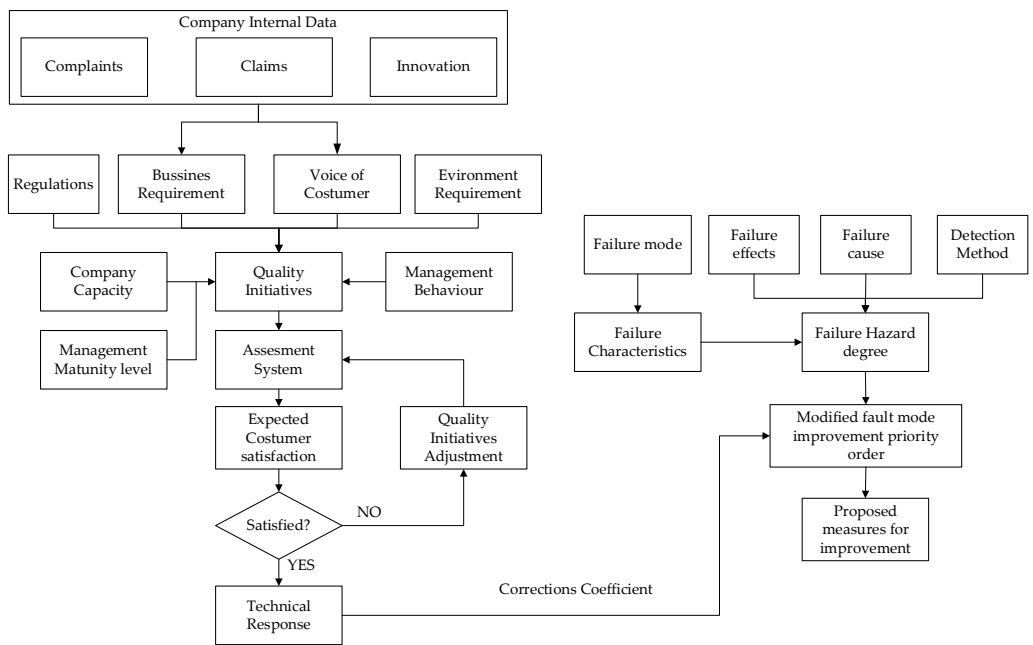 Company Internal Data
Complaints
Claims
Innovation
Regulations
Bussines
Requirement
Voice of
Costumer
Evironment
Requirement
Company
Capacity
Quality
Initiatives
Management
Behaviour
Management
Matunity level
Assesment
System
Expected
Costumer
satisfaction
Quality
Initiatives
Adjustment
Satisfied?
NO
YES
Technical
Response
Corrections Coefficient
Failure mode
Failure
effects
Failure
cause
Detection
Method
Failure
Characteristics
Failure Hazard
degree
Modified fault mode
improvement priority
order
Proposed
measures for
improvement